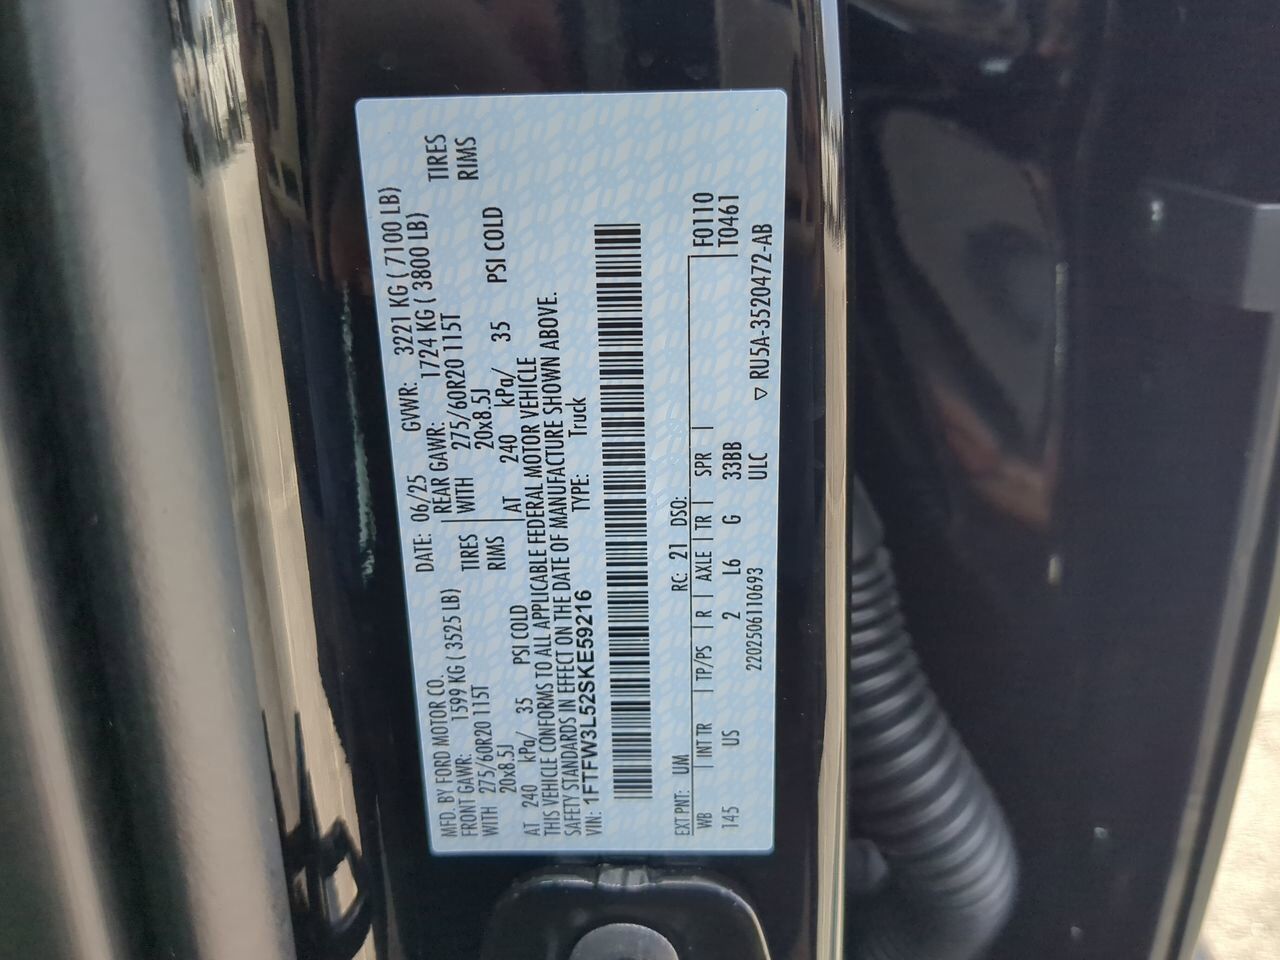 MFD. BY FORD MOTOR CO.
DATE: 06/25 GVWR: 3221 KG ( 7100 LB)
FRONT GAWR: 1599 KG ( 3525 LB)
REAR GAWR: 1724 KG ( 3800 LB)
WITH 275/60R20 115T TIRES
WITH 275/60R20 115T TIRES
20x8.5J RIMS
20x8.5J RIMS
AT 240 kPa/ 35 PSI COLD
AT 240 kPa/ 35 PSI COLD
THIS VEHICLE CONFORMS TO ALL APPLICABLE FEDERAL MOTOR VEHICLE
SAFETY STANDARDS IN EFFECT ON THE DATE OF MANUFACTURE SHOWN ABOVE.
VIN: 1FTFW3L52SKE59216 TYPE: Truck
EXT PNT: UM RC: 21 DSO:
WB INT TR TP/PS R AXLE TR SPR F0110
145 US 2 L6 G 33BB T0461
2202506110693 ULC ▽ RU5A-3520472-AB